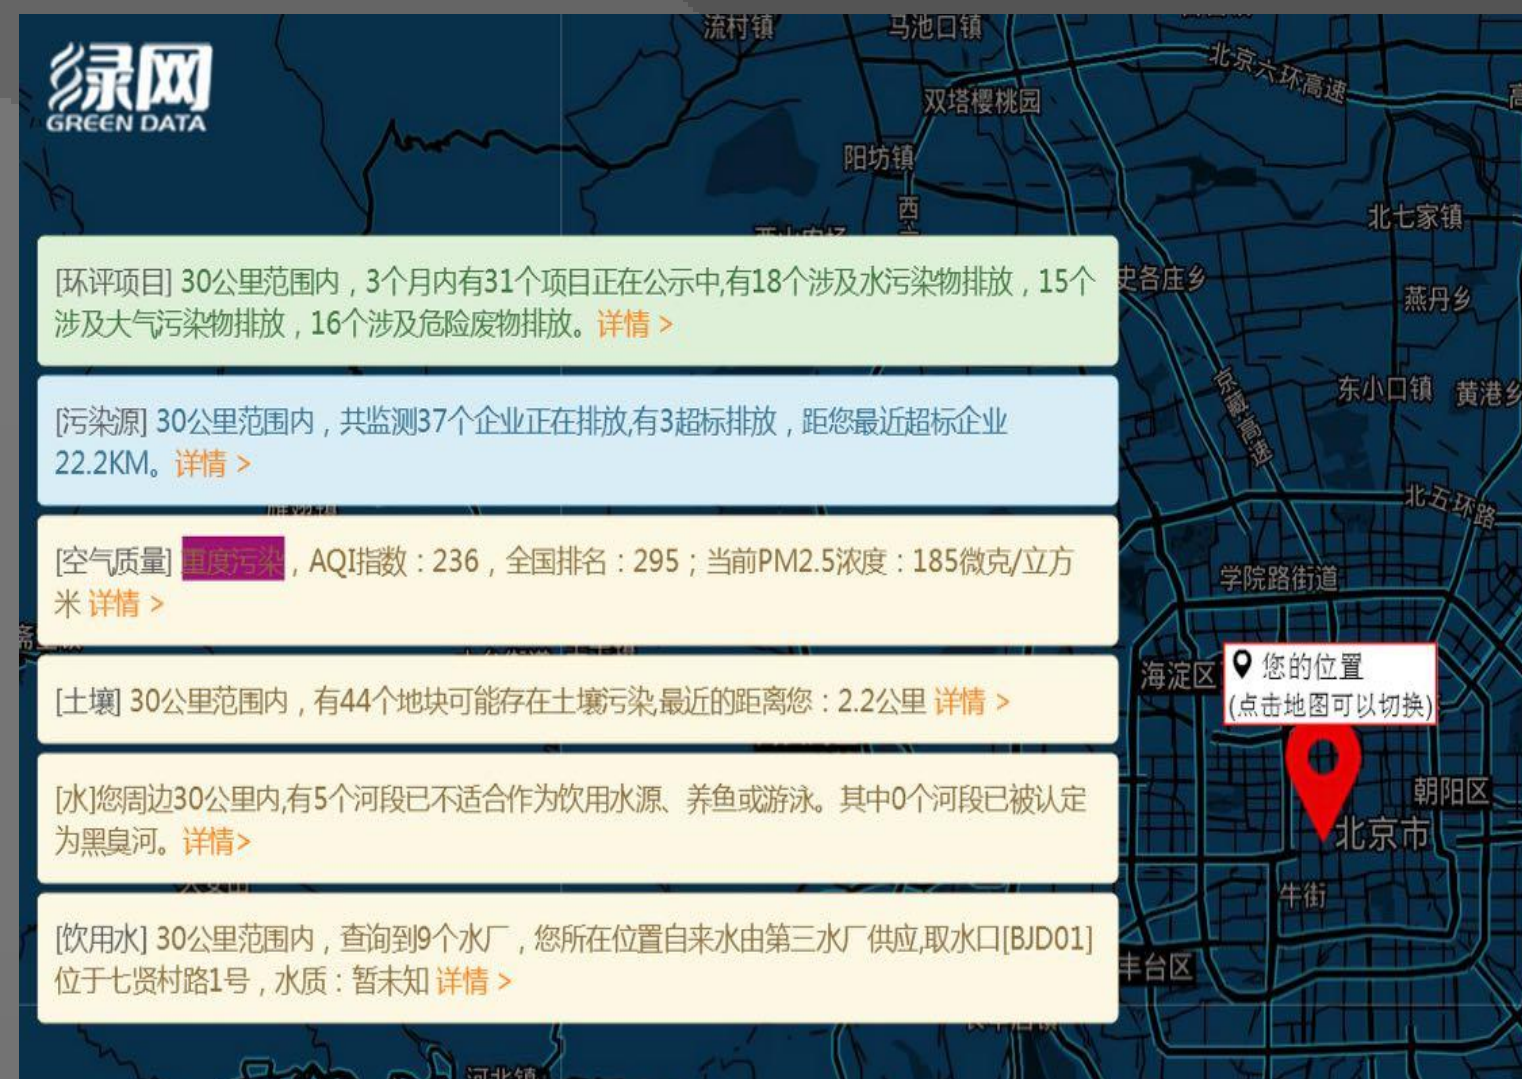 流村镇
马池口镇
北京六环高速
绿网
GREEN DATA
双塔樱桃园
阳坊镇
西
北七家镇
[环评项目] 30公里范围内，3个月内有31个项目正在公示中,有18个涉及水污染物排放，15个
涉及大气污染物排放，16个涉及危险废物排放。详情 >
史各庄乡
燕丹乡
[污染源] 30公里范围内，共监测37个企业正在排放,有3超标排放，距您最近超标企业
22.2KM。详情 >
京藏高速
东小口镇
黄港乡
北五环路
[空气质量] 重度污染，AQI指数：236，全国排名：295；当前PM2.5浓度：185微克/立方
米 详情 >
学院路街道
[土壤] 30公里范围内，有44个地块可能存在土壤污染,最近的距离您：2.2公里 详情 >
海淀区
您的位置
(点击地图可以切换)
[水]您周边30公里内,有5个河段已不适合作为饮用水源、养鱼或游泳。其中0个河段已被认定
为黑臭河。详情>
朝阳区
北京市
牛街
[饮用水] 30公里范围内，查询到9个水厂，您所在位置自来水由第三水厂供应,取水口[BJD01]
位于七贤村路1号，水质：暂未知 详情 >
丰台区
河北镇